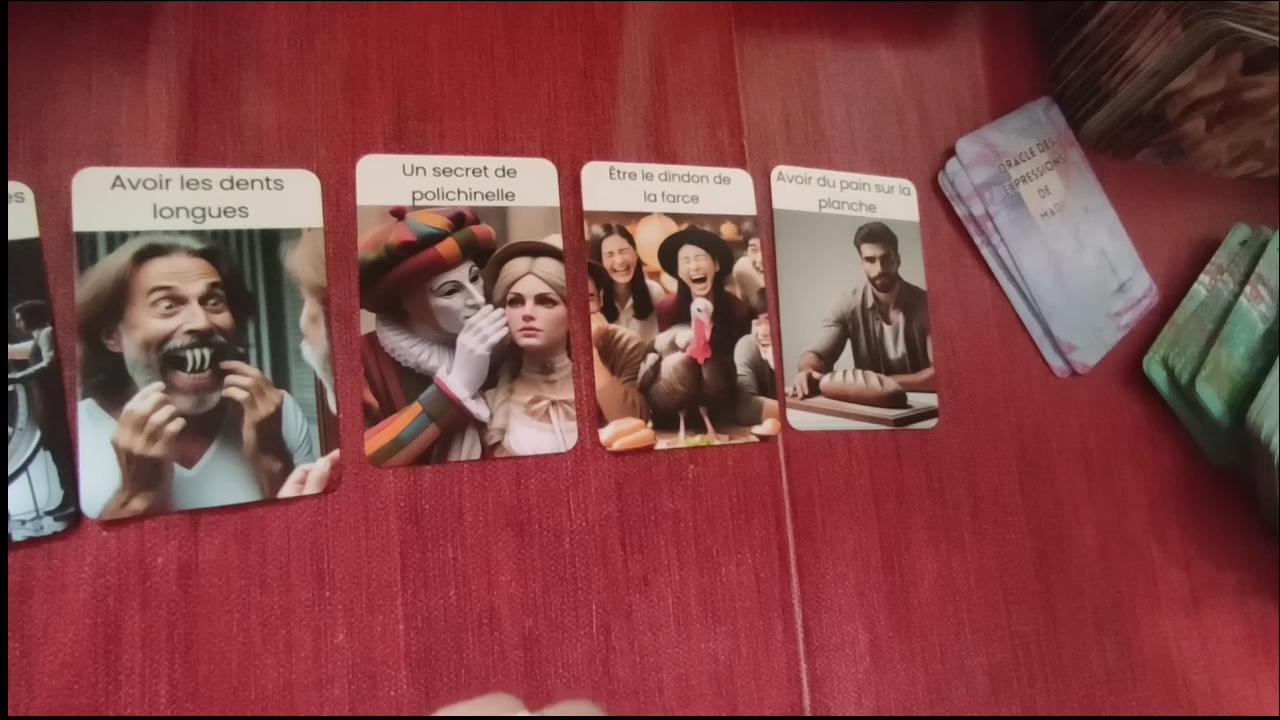 es
Avoir les dents
longues
Un secret de
polichinelle
Être le dindon de
la farce
Avoir du pain sur la
planche
ORACLE DES
EXPRESSIONS
DE